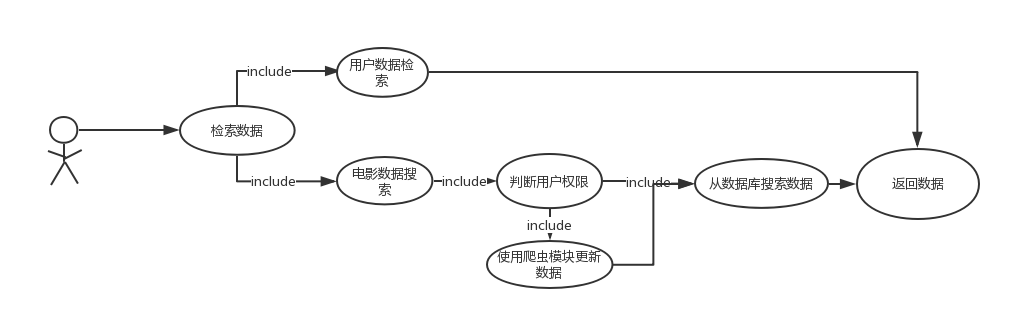 include
用户数据检
索
检索数据
include
电影数据搜
索
include
判断用户权限
include
从数据库搜索数据
返回数据
include
使用爬虫模块更新
数据